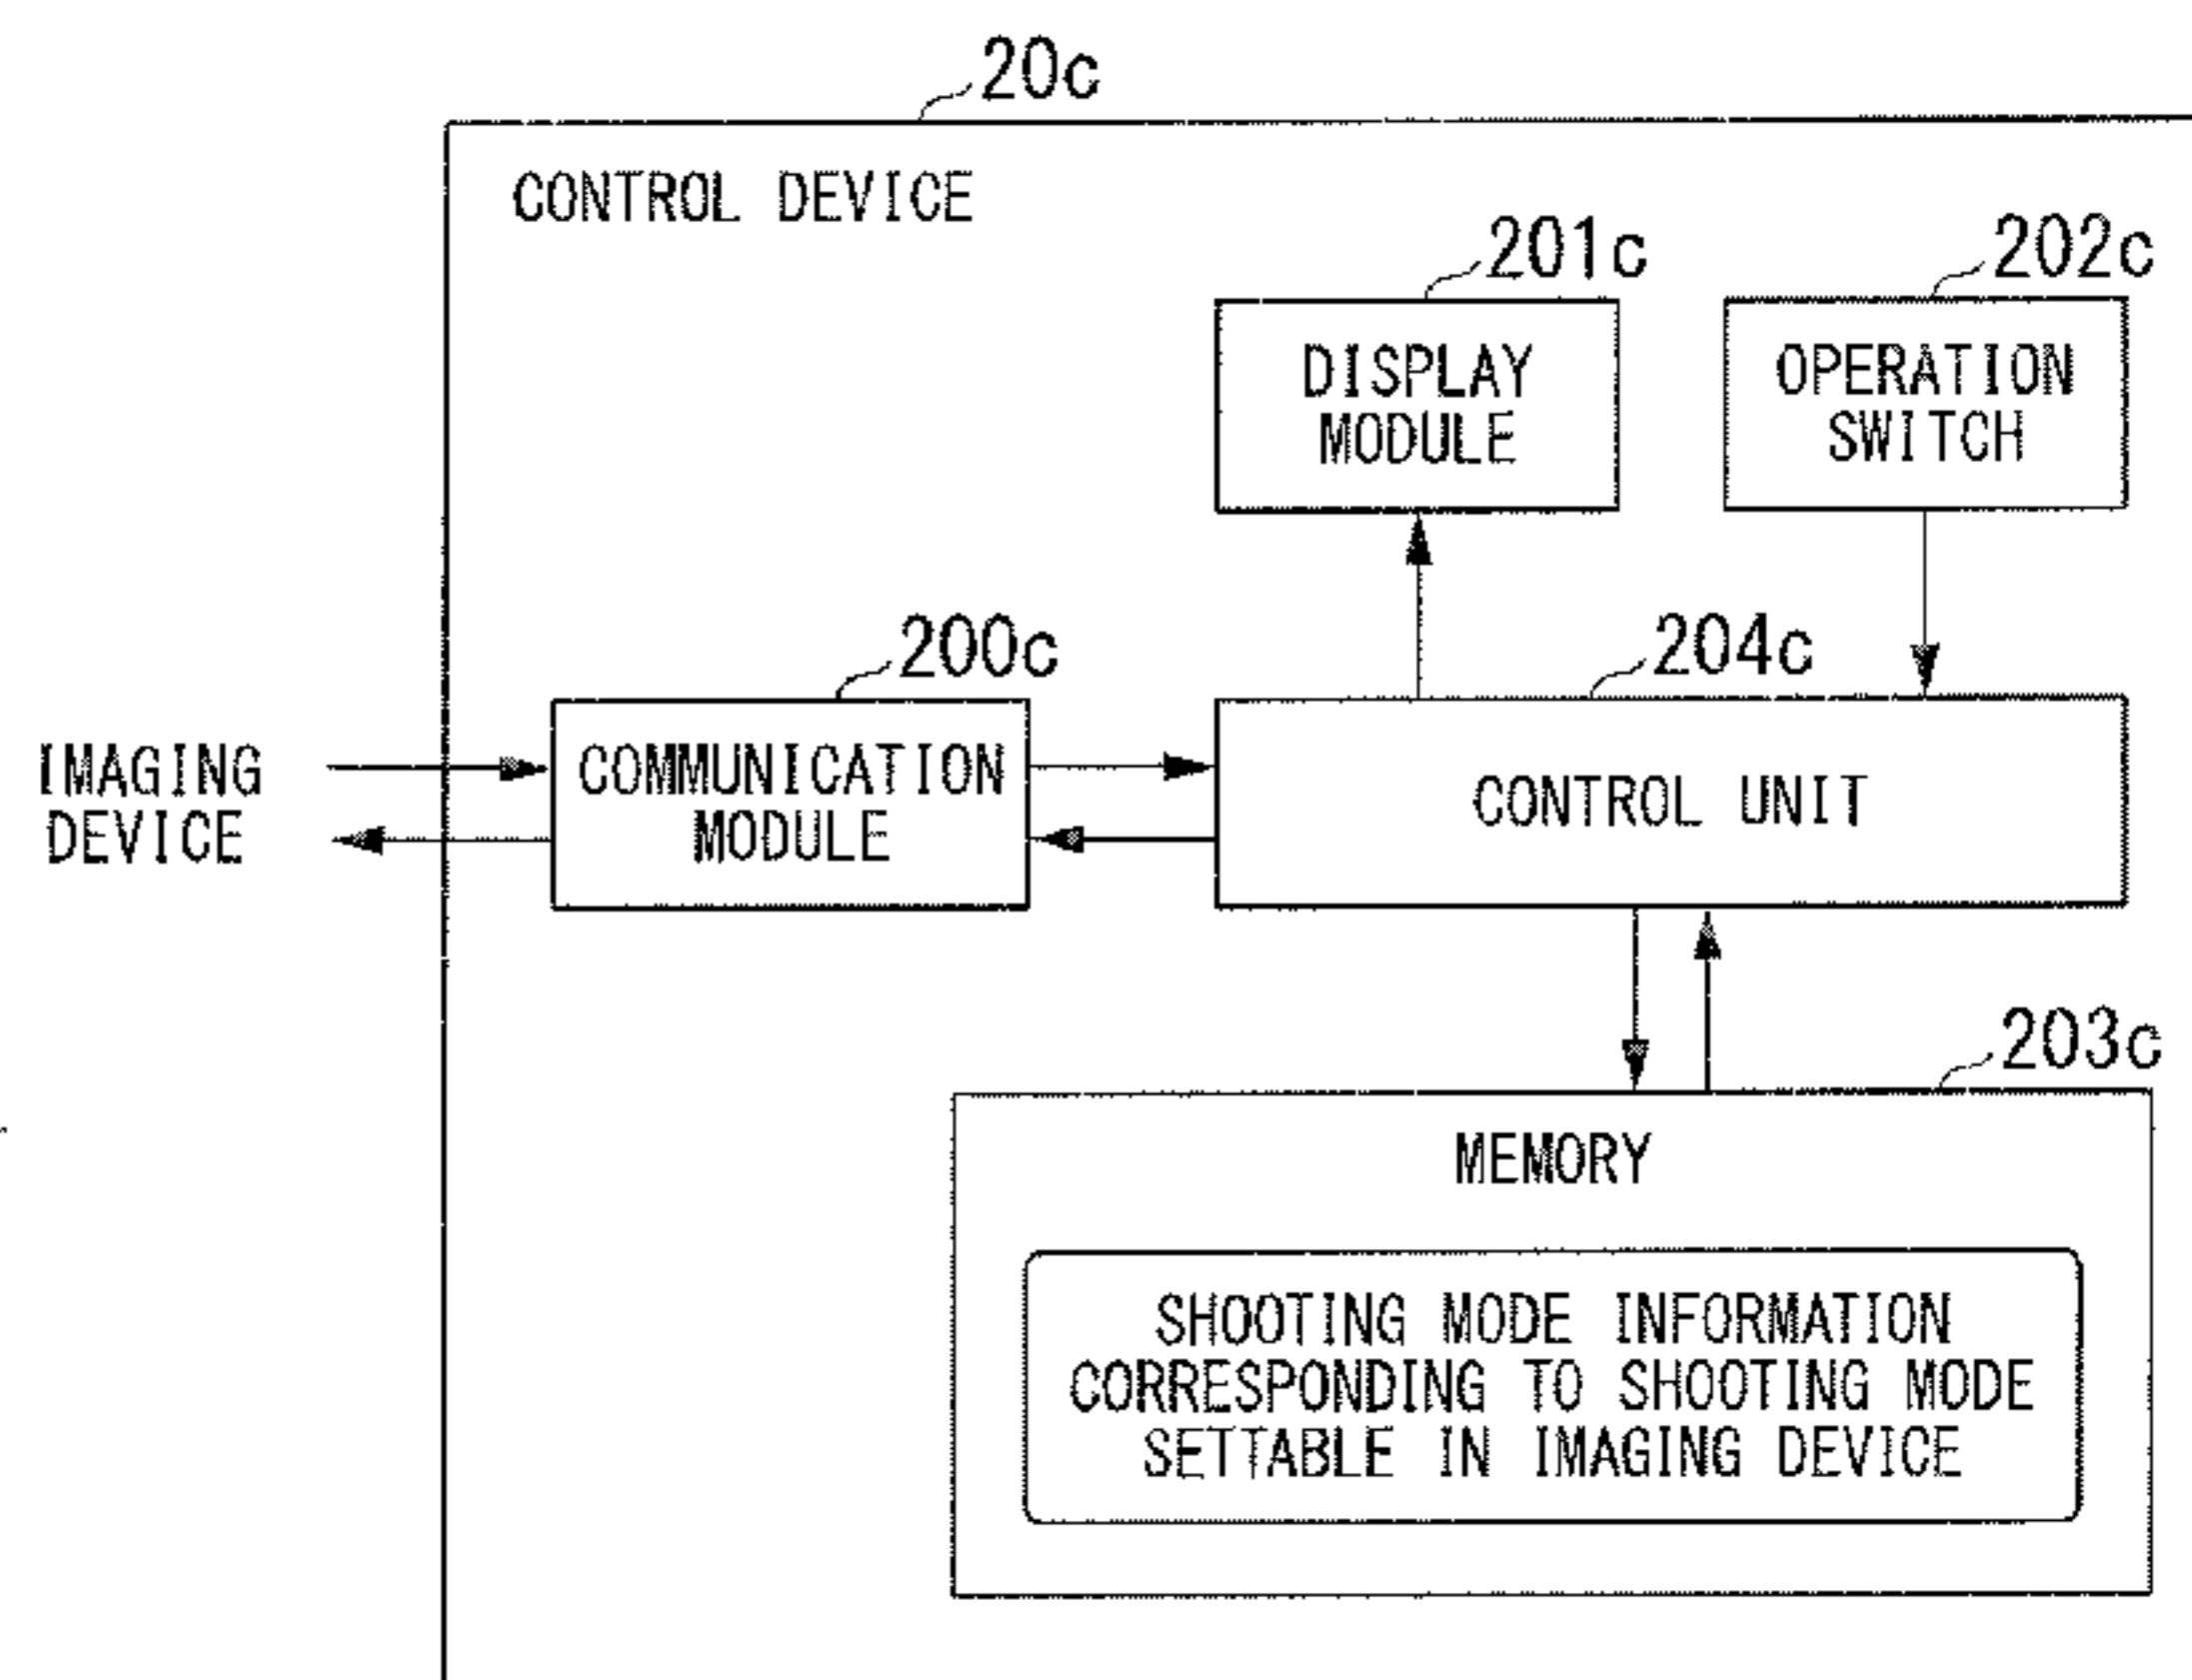 20c
CONTROL DEVICE
201c
202c
DISPLAY
MODULE
OPERATION
SWITCH
200c
204c
IMAGING
DEVICE
COMMUNICATION
MODULE
CONTROL UNIT
203c
MEMORY
SHOOTING MODE INFORMATION
CORRESPONDING TO SHOOTING MODE
SETTABLE IN IMAGING DEVICE